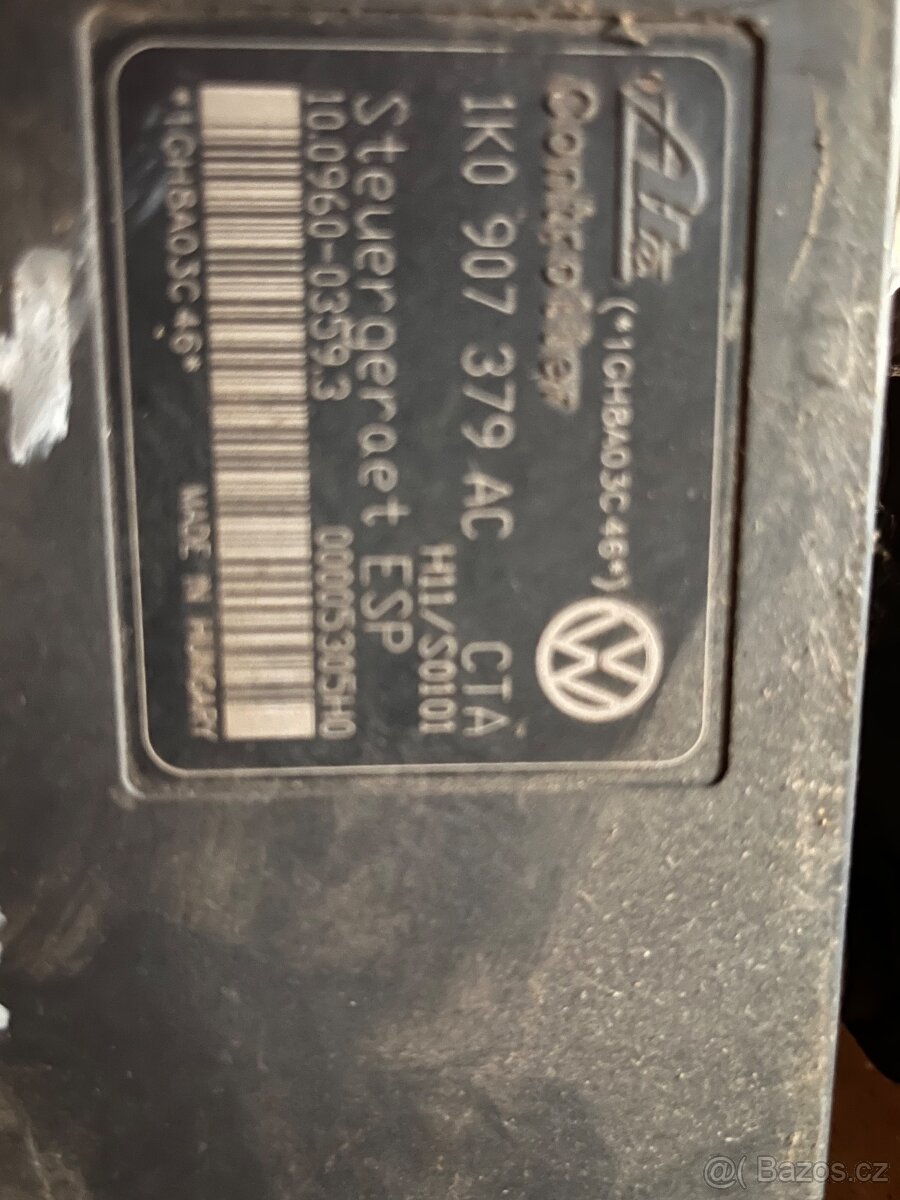 Ate (*1CHBA03C46*)
Controller
1K0 907 379 AC CTA
H11/S0101
Steuergeraet ESP
10.0960-0359.3 00005305H0
*1CHBA03C46* MADE IN HUNGARY
@( Bazoš.cz